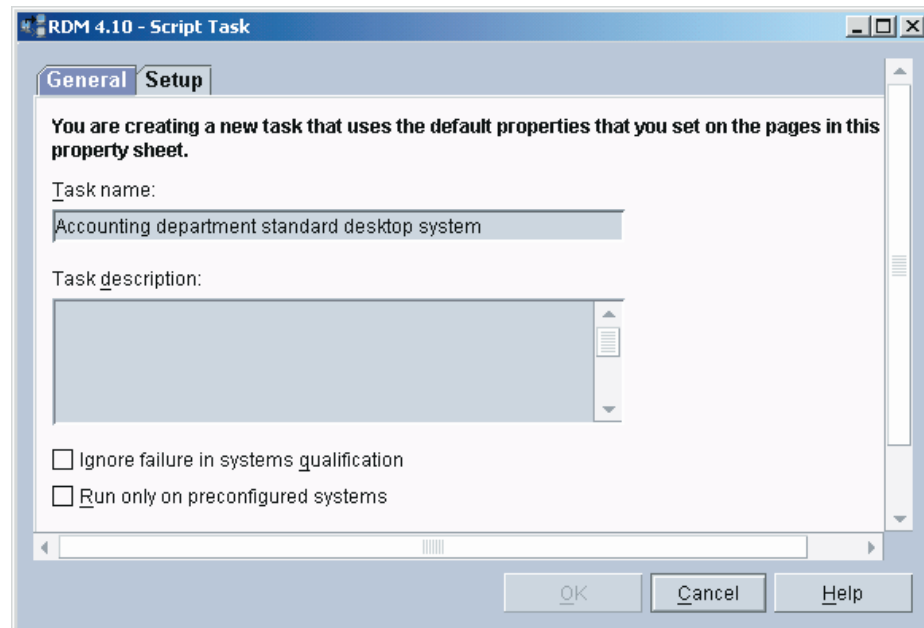 RDM 4.10 - Script Task
General Setup
You are creating a new task that uses the default properties that you set on the pages in this
property sheet.
Task name:
Accounting department standard desktop system
Task description:
Ignore failure in systems qualification
Run only on preconfigured systems
OK Cancel Help